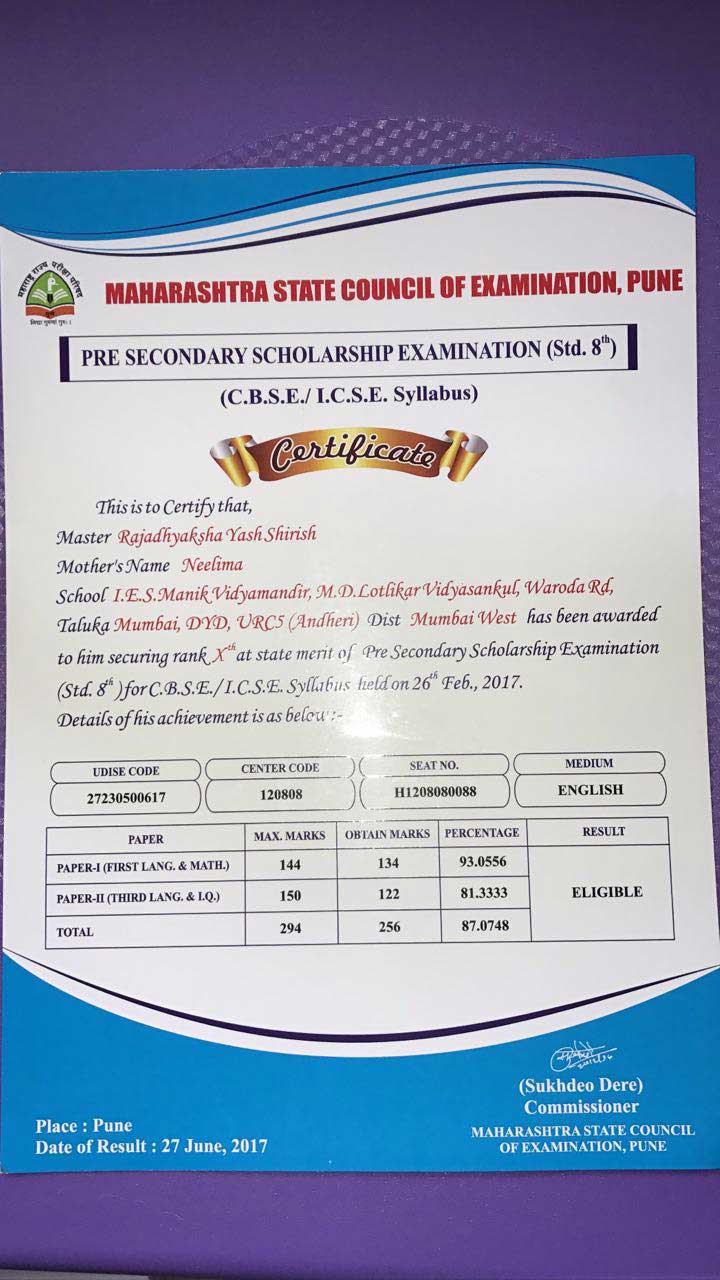 महाराष्ट्र राज्य परीक्षा परिषद
पुणे
MAHARASHTRA STATE COUNCIL OF EXAMINATION, PUNE
PRE SECONDARY SCHOLARSHIP EXAMINATION (Std. 8th)
(C.B.S.E./ I.C.S.E. Syllabus)
Certificate
This is to Certify that,
Master Rajadhyaksha Yash Shirish
Mother's Name Neelima
School I.E.S.Manik Vidyamandir, M.D.Lotlikar Vidyasankul, Waroda Rd,
Taluka Mumbai, DYD, URC5 (Andheri) Dist Mumbai West has been awarded
to him securing rank Xth at state merit of Pre Secondary Scholarship Examination
(Std. 8th) for C.B.S.E./ I.C.S.E. Syllabus held on 26th Feb., 2017.
Details of his achievement is as below :-
UDISE CODE CENTER CODE SEAT NO. MEDIUM
27230500617 120808 H1208080088 ENGLISH
PAPER MAX. MARKS OBTAIN MARKS PERCENTAGE RESULT
PAPER-I (FIRST LANG. & MATH.) 144 134 93.0556
PAPER-II (THIRD LANG. & I.Q.) 150 122 81.3333 ELIGIBLE
TOTAL 294 256 87.0748
(Sukhdeo Dere)
Commissioner
MAHARASHTRA STATE COUNCIL
OF EXAMINATION, PUNE
Place : Pune
Date of Result : 27 June, 2017